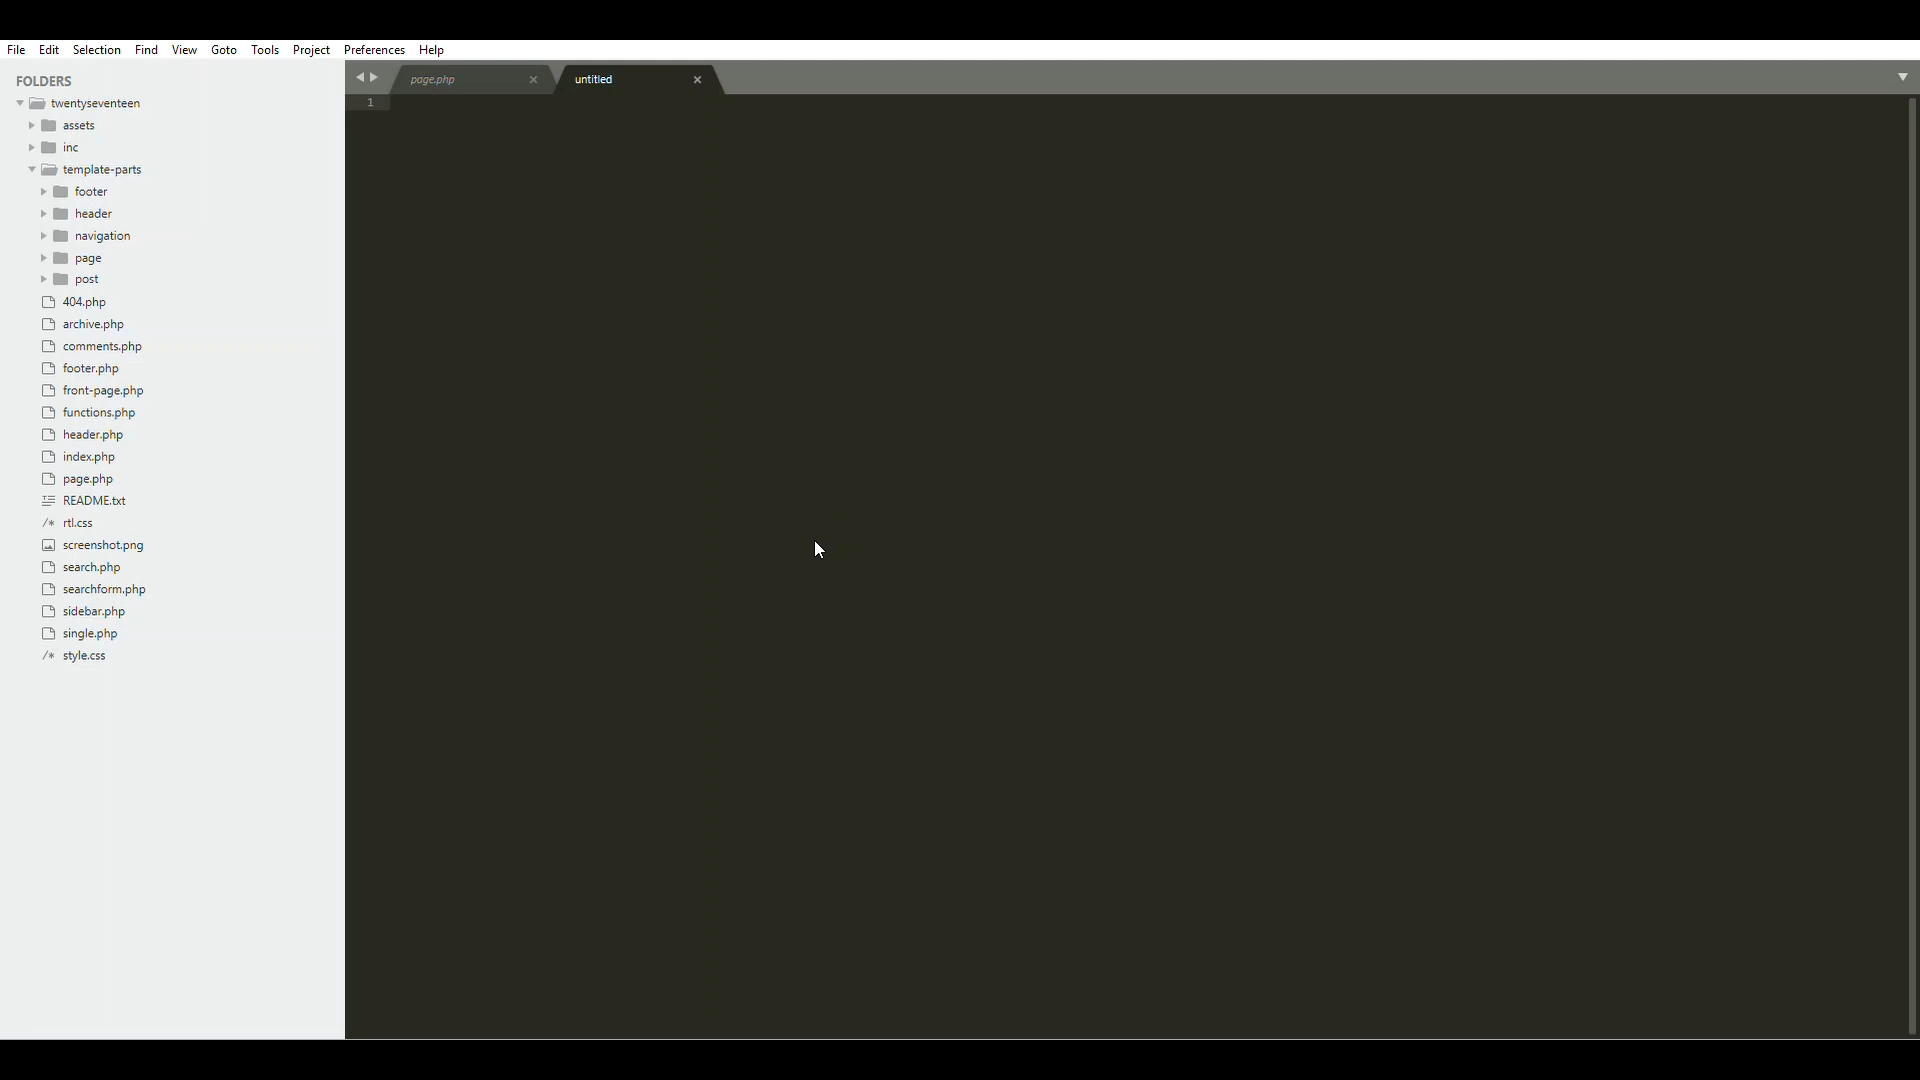 File Edit Selection Find View Goto Tools Project Preferences Help
FOLDERS
twentyseventeen
assets
inc
template-parts
footer
header
navigation
page
post
404.php
archive.php
comments.php
footer.php
front-page.php
functions.php
header.php
index.php
page.php
README.txt
/* rtl.css
screenshot.png
search.php
searchform.php
sidebar.php
single.php
/* style.css
page.php untitled
1